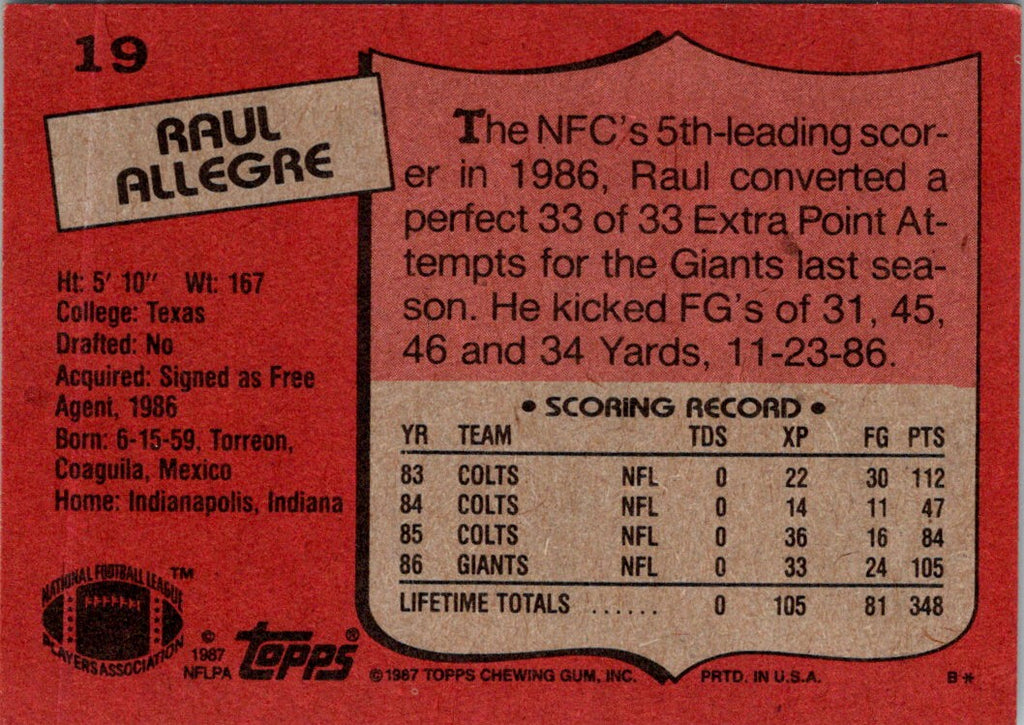 19
RAUL
ALLEGRE
The NFC's 5th-leading scor-
er in 1986, Raul converted a
perfect 33 of 33 Extra Point At-
tempts for the Giants last sea-
son. He kicked FG's of 31, 45,
46 and 34 Yards, 11-23-86.
Ht: 5' 10" Wt: 167
College: Texas
Drafted: No
Acquired: Signed as Free
Agent, 1986
Born: 6-15-59, Torreon,
Coaguila, Mexico
Home: Indianapolis, Indiana
• SCORING RECORD •
YR TEAM TDS XP FG PTS
83 COLTS NFL 0 22 30 112
84 COLTS NFL 0 14 11 47
85 COLTS NFL 0 36 16 84
86 GIANTS NFL 0 33 24 105
LIFETIME TOTALS ...... 0 105 81 348
NATIONAL FOOTBALL LEAGUE ™
PLAYERS ASSOCIATION
© 1987
NFLPA
topps®
© 1987 TOPPS CHEWING GUM, INC. PRTD. IN U.S.A. B*